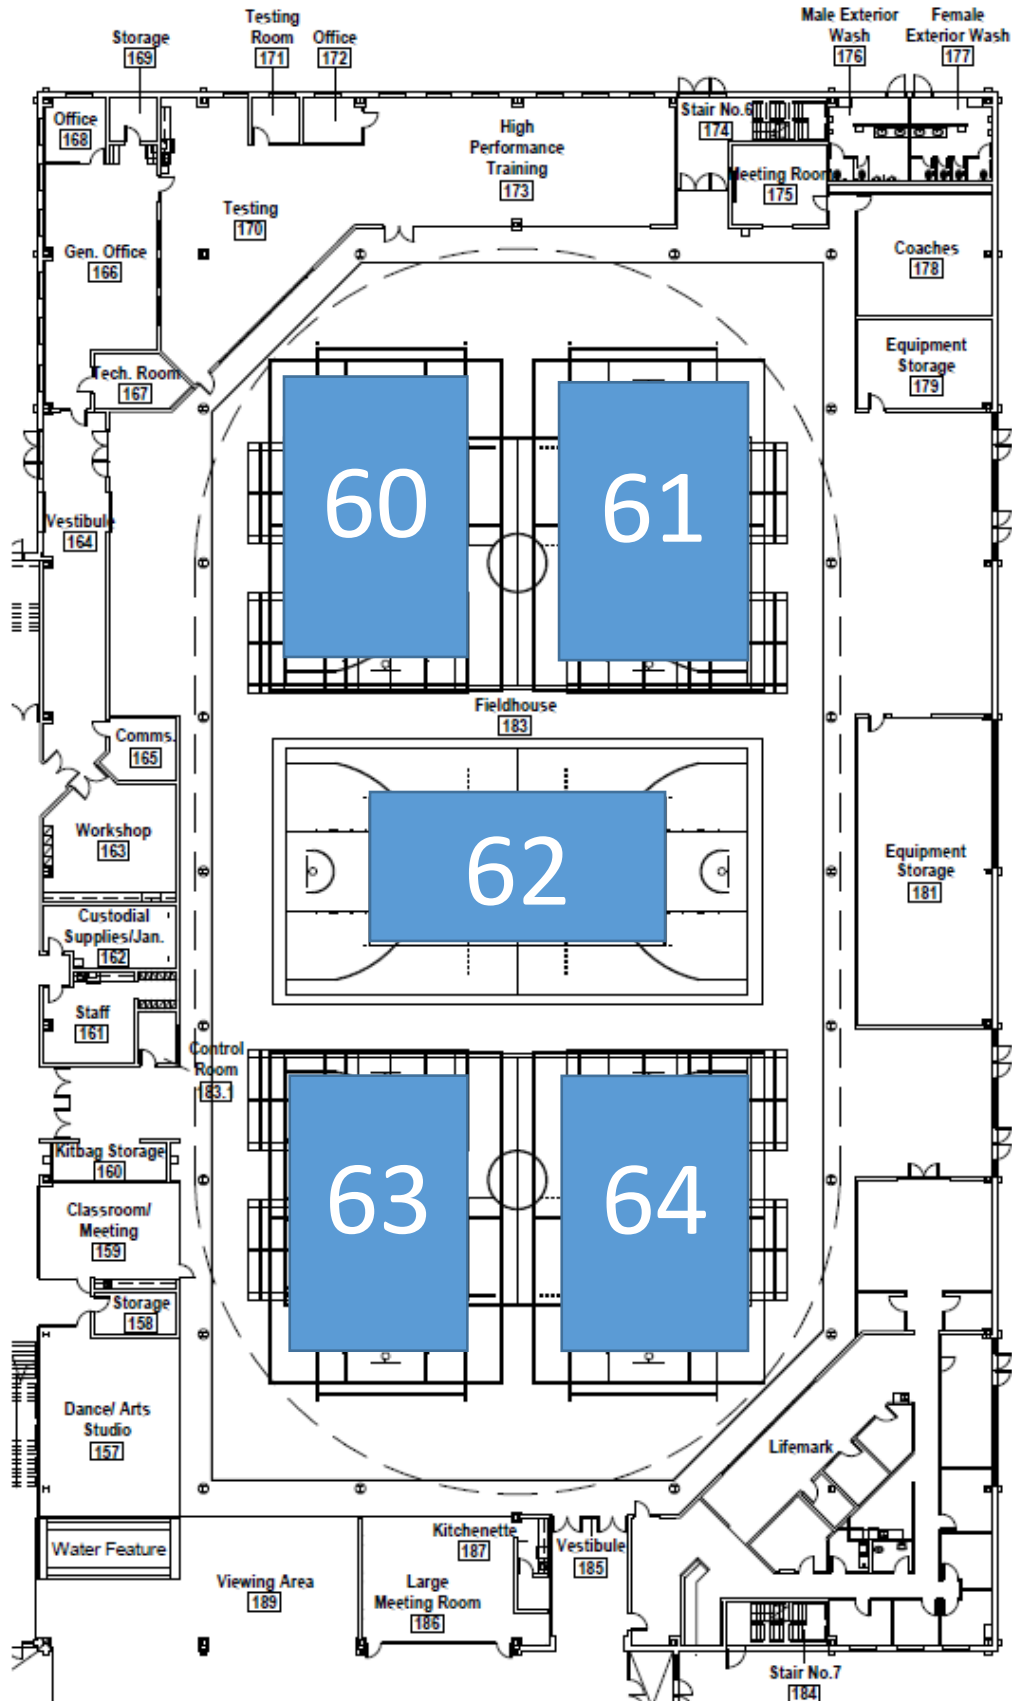 Testing
Room
171
Male Exterior
Wash
176
Female
Exterior Wash
177
Storage
169
Office
172
Office
168
High
Performance
Training
173
Stair No.6
174
Meeting Room
175
Testing
170
Gen. Office
166
Coaches
178
Tech. Room
167
Equipment
Storage
179
60
61
Vestibule
164
Fieldhouse
183
Comms.
165
Workshop
163
62
Equipment
Storage
181
Custodial
Supplies/Jan.
162
Staff
161
Control
Room
183.1
Kitbag Storage
160
63
64
Classroom/
Meeting
159
Storage
158
Dance/ Arts
Studio
157
Lifemark
Water Feature
Kitchenette
187
Vestibule
185
Viewing Area
189
Large
Meeting Room
186
Stair No.7
184